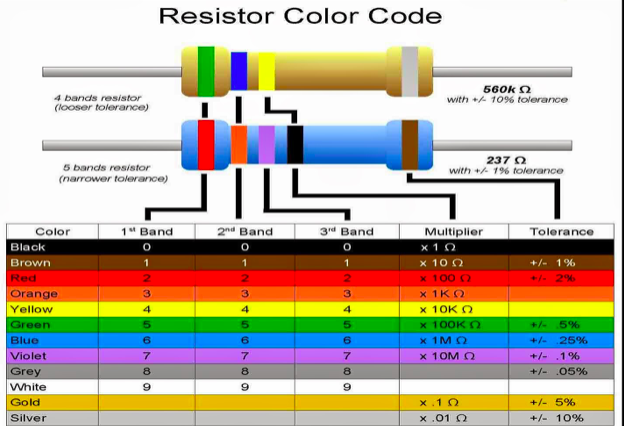 Resistor Color Code
4 bands resistor
(looser tolerance)
560k Ω
with +/- 10% tolerance
5 bands resistor
(narrower tolerance)
237 Ω
with +/- 1% tolerance
Color 1st Band 2nd Band 3rd Band Multiplier Tolerance
Black 0 0 0 x 1 Ω
Brown 1 1 1 x 10 Ω +/- 1%
Red 2 2 2 x 100 Ω +/- 2%
Orange 3 3 3 x 1K Ω
Yellow 4 4 4 x 10K Ω
Green 5 5 5 x 100K Ω +/- .5%
Blue 6 6 6 x 1M Ω +/- .25%
Violet 7 7 7 x 10M Ω +/- .1%
Grey 8 8 8 +/- .05%
White 9 9 9
Gold x .1 Ω +/- 5%
Silver x .01 Ω +/- 10%